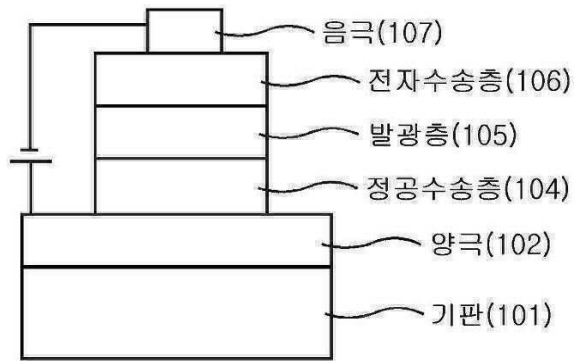 음극(107)
전자수송층(106)
발광층(105)
정공수송층(104)
양극(102)
기판(101)